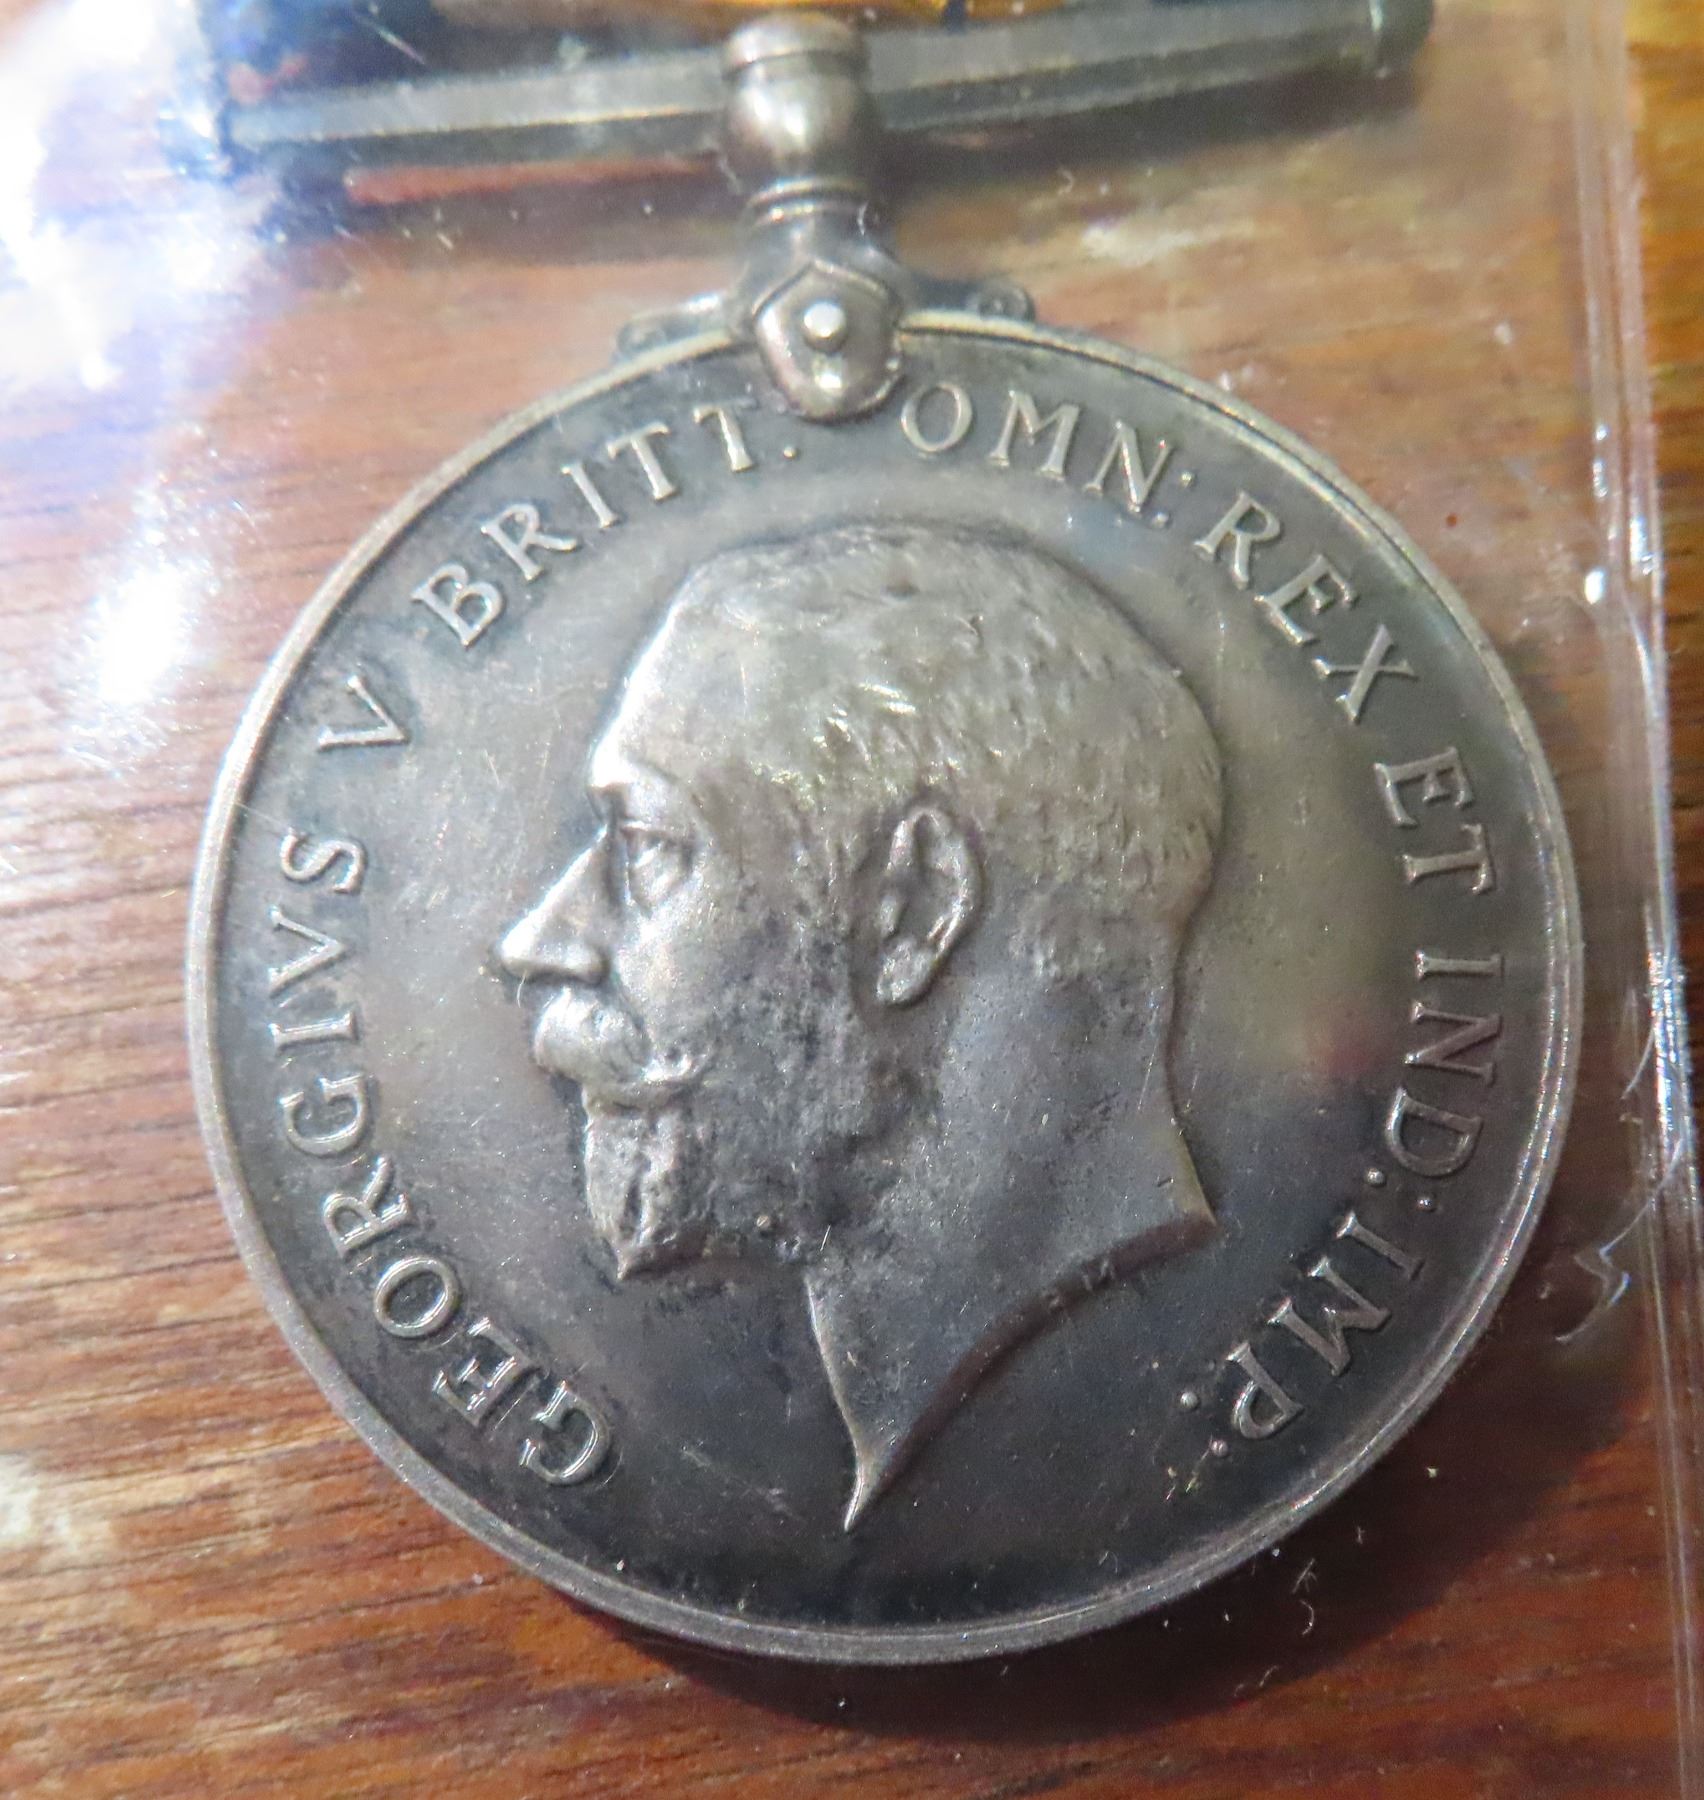 GEORGIVS V BRITT. OMN: REX ET IND: IMP: